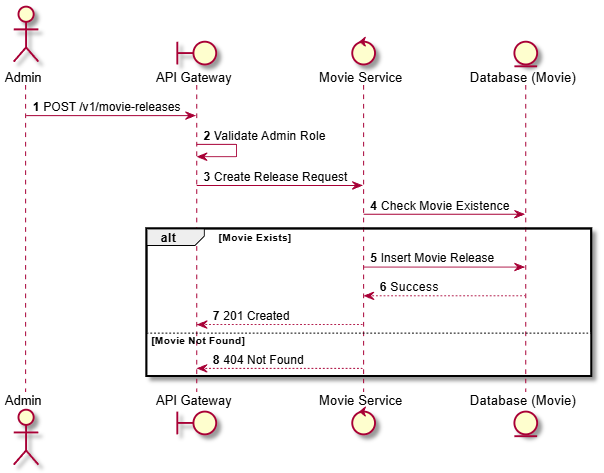 Admin
API Gateway
Movie Service
Database (Movie)
1 POST /v1/movie-releases
2 Validate Admin Role
3 Create Release Request
4 Check Movie Existence
alt [Movie Exists]
5 Insert Movie Release
6 Success
7 201 Created
[Movie Not Found]
8 404 Not Found
Admin
API Gateway
Movie Service
Database (Movie)